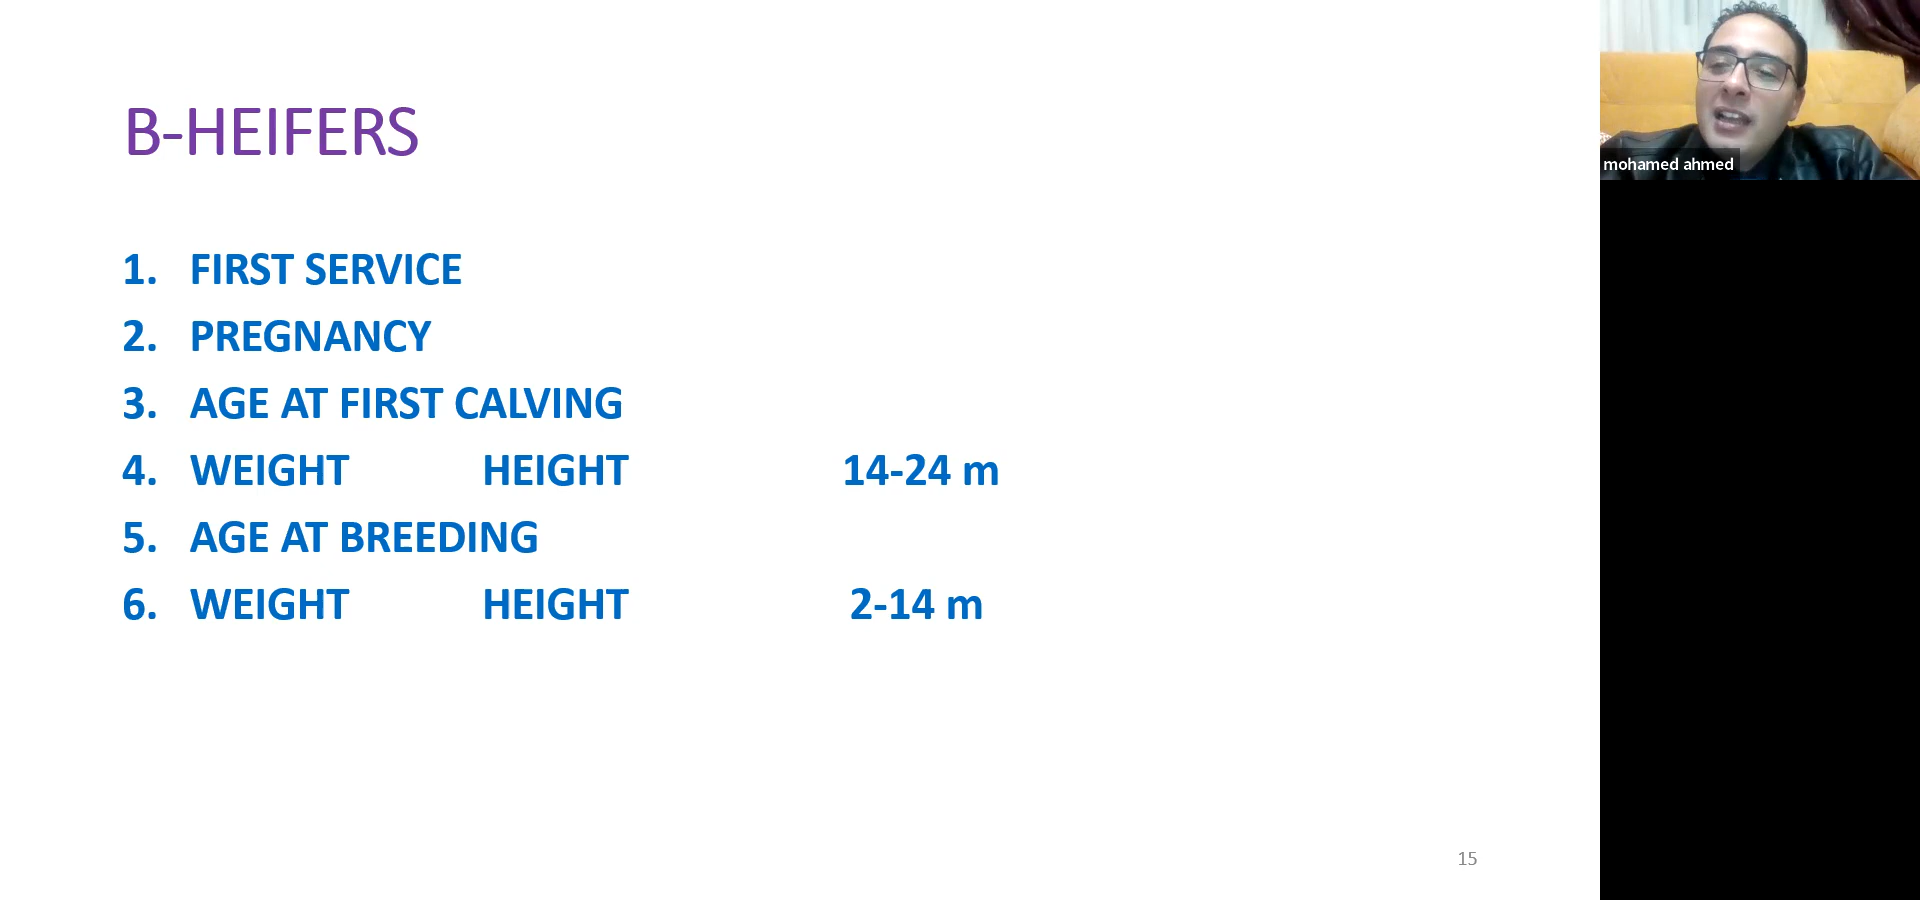 B-HEIFERS
1. FIRST SERVICE
2. PREGNANCY
3. AGE AT FIRST CALVING
4. WEIGHT HEIGHT 14-24 m
5. AGE AT BREEDING
6. WEIGHT HEIGHT 2-14 m
15
mohamed ahmed